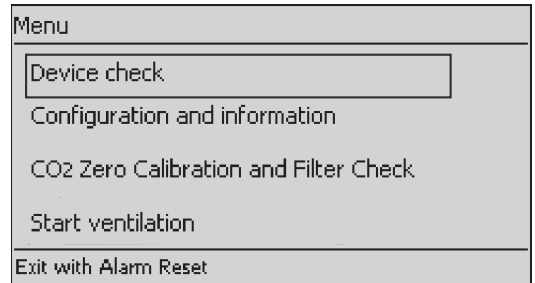 Menu
Device check
Configuration and information
CO2 Zero Calibration and Filter Check
Start ventilation
Exit with Alarm Reset